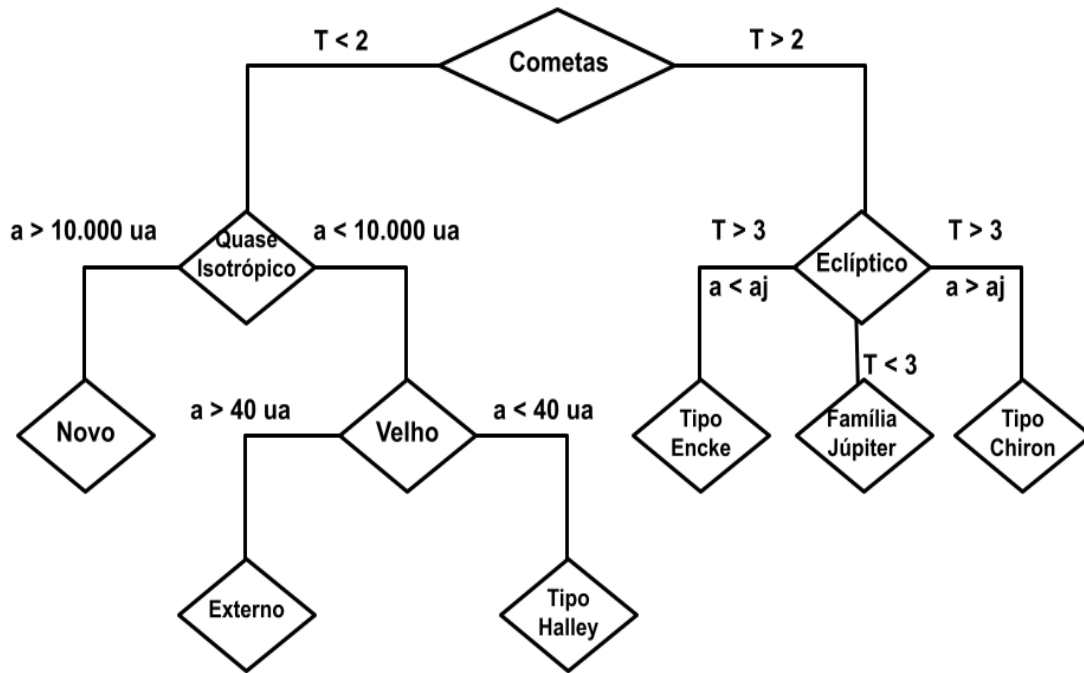 T < 2
Cometas
T > 2
a > 10.000 ua
Quase
Isotrópico
a < 10.000 ua
T > 3
a < aj
Eclíptico
T > 3
a > aj
T < 3
Novo
a > 40 ua
Velho
a < 40 ua
Tipo
Encke
Família
Júpiter
Tipo
Chiron
Externo
Tipo
Halley